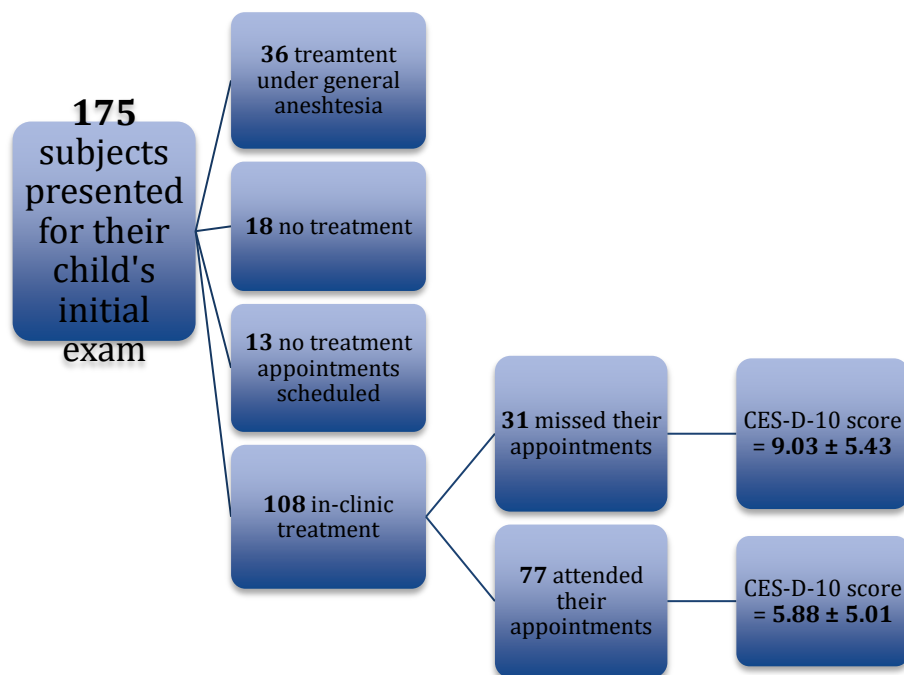 175
subjects
presented
for their
child's
initial
exam
36 treamtent
under general
aneshtesia
18 no treatment
13 no treatment
appointments
scheduled
108 in-clinic
treatment
31 missed their
appointments
CES-D-10 score
= 9.03 ± 5.43
77 attended
their
appointments
CES-D-10 score
= 5.88 ± 5.01